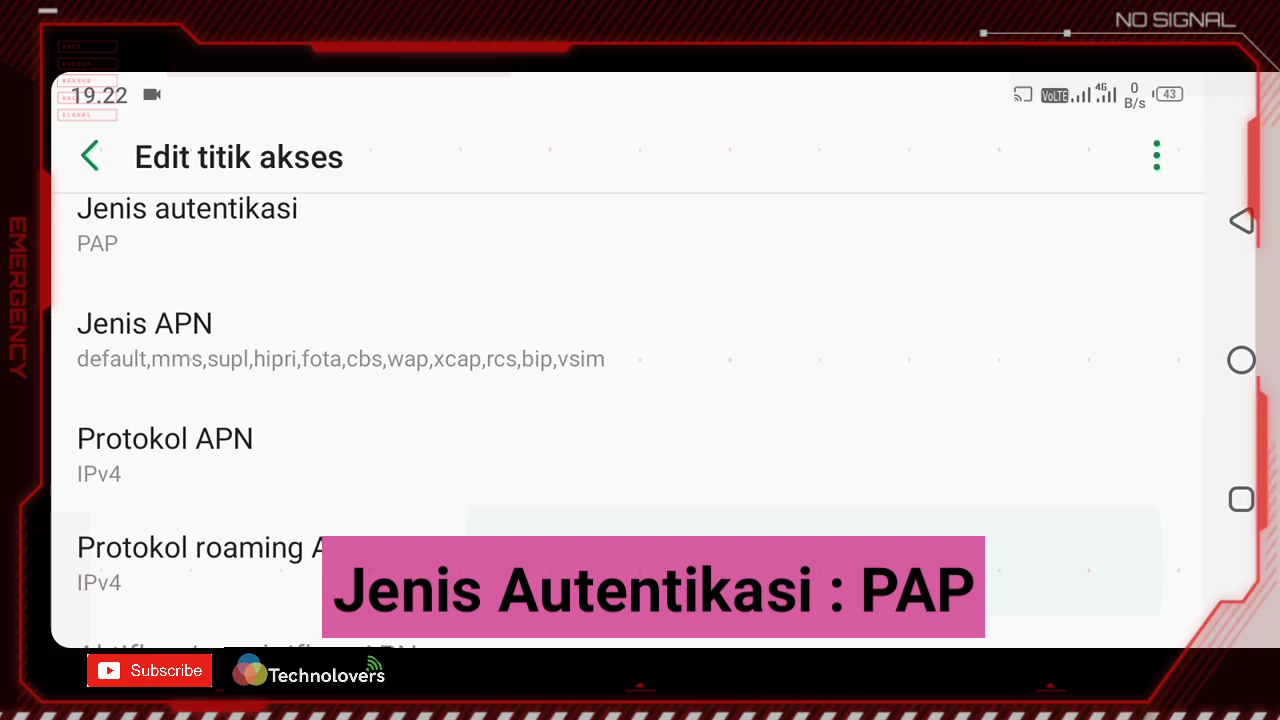 NO SIGNAL
19.22
VoLTE
4G
0
B/s
43
Edit titik akses
Jenis autentikasi
PAP
Jenis APN
default,mms,supl,hipri,fota,cbs,wap,xcap,rcs,bip,vsim
Protokol APN
IPv4
Protokol roaming A
IPv4
Jenis Autentikasi : PAP
EMERGENCY
Subscribe
Technolovers